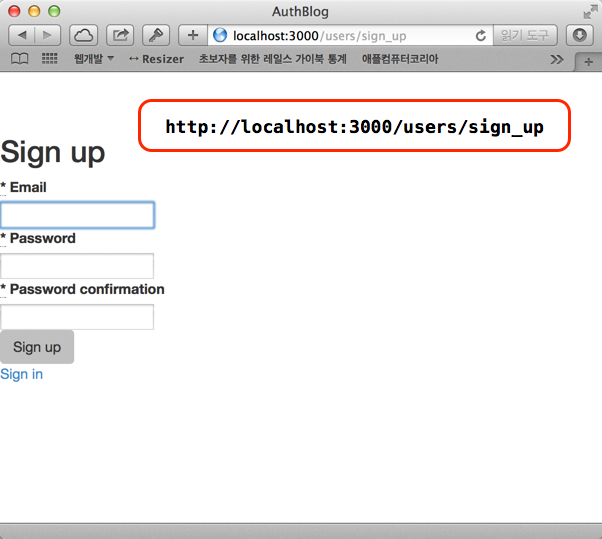 AuthBlog
localhost:3000/users/sign_up
읽기 도구
웹개발 ▼ ↔ Resizer 초보자를 위한 레일스 가이북 통계 애플컴퓨터코리아 >>
http://localhost:3000/users/sign_up
Sign up
* Email
* Password
* Password confirmation
Sign up
Sign in